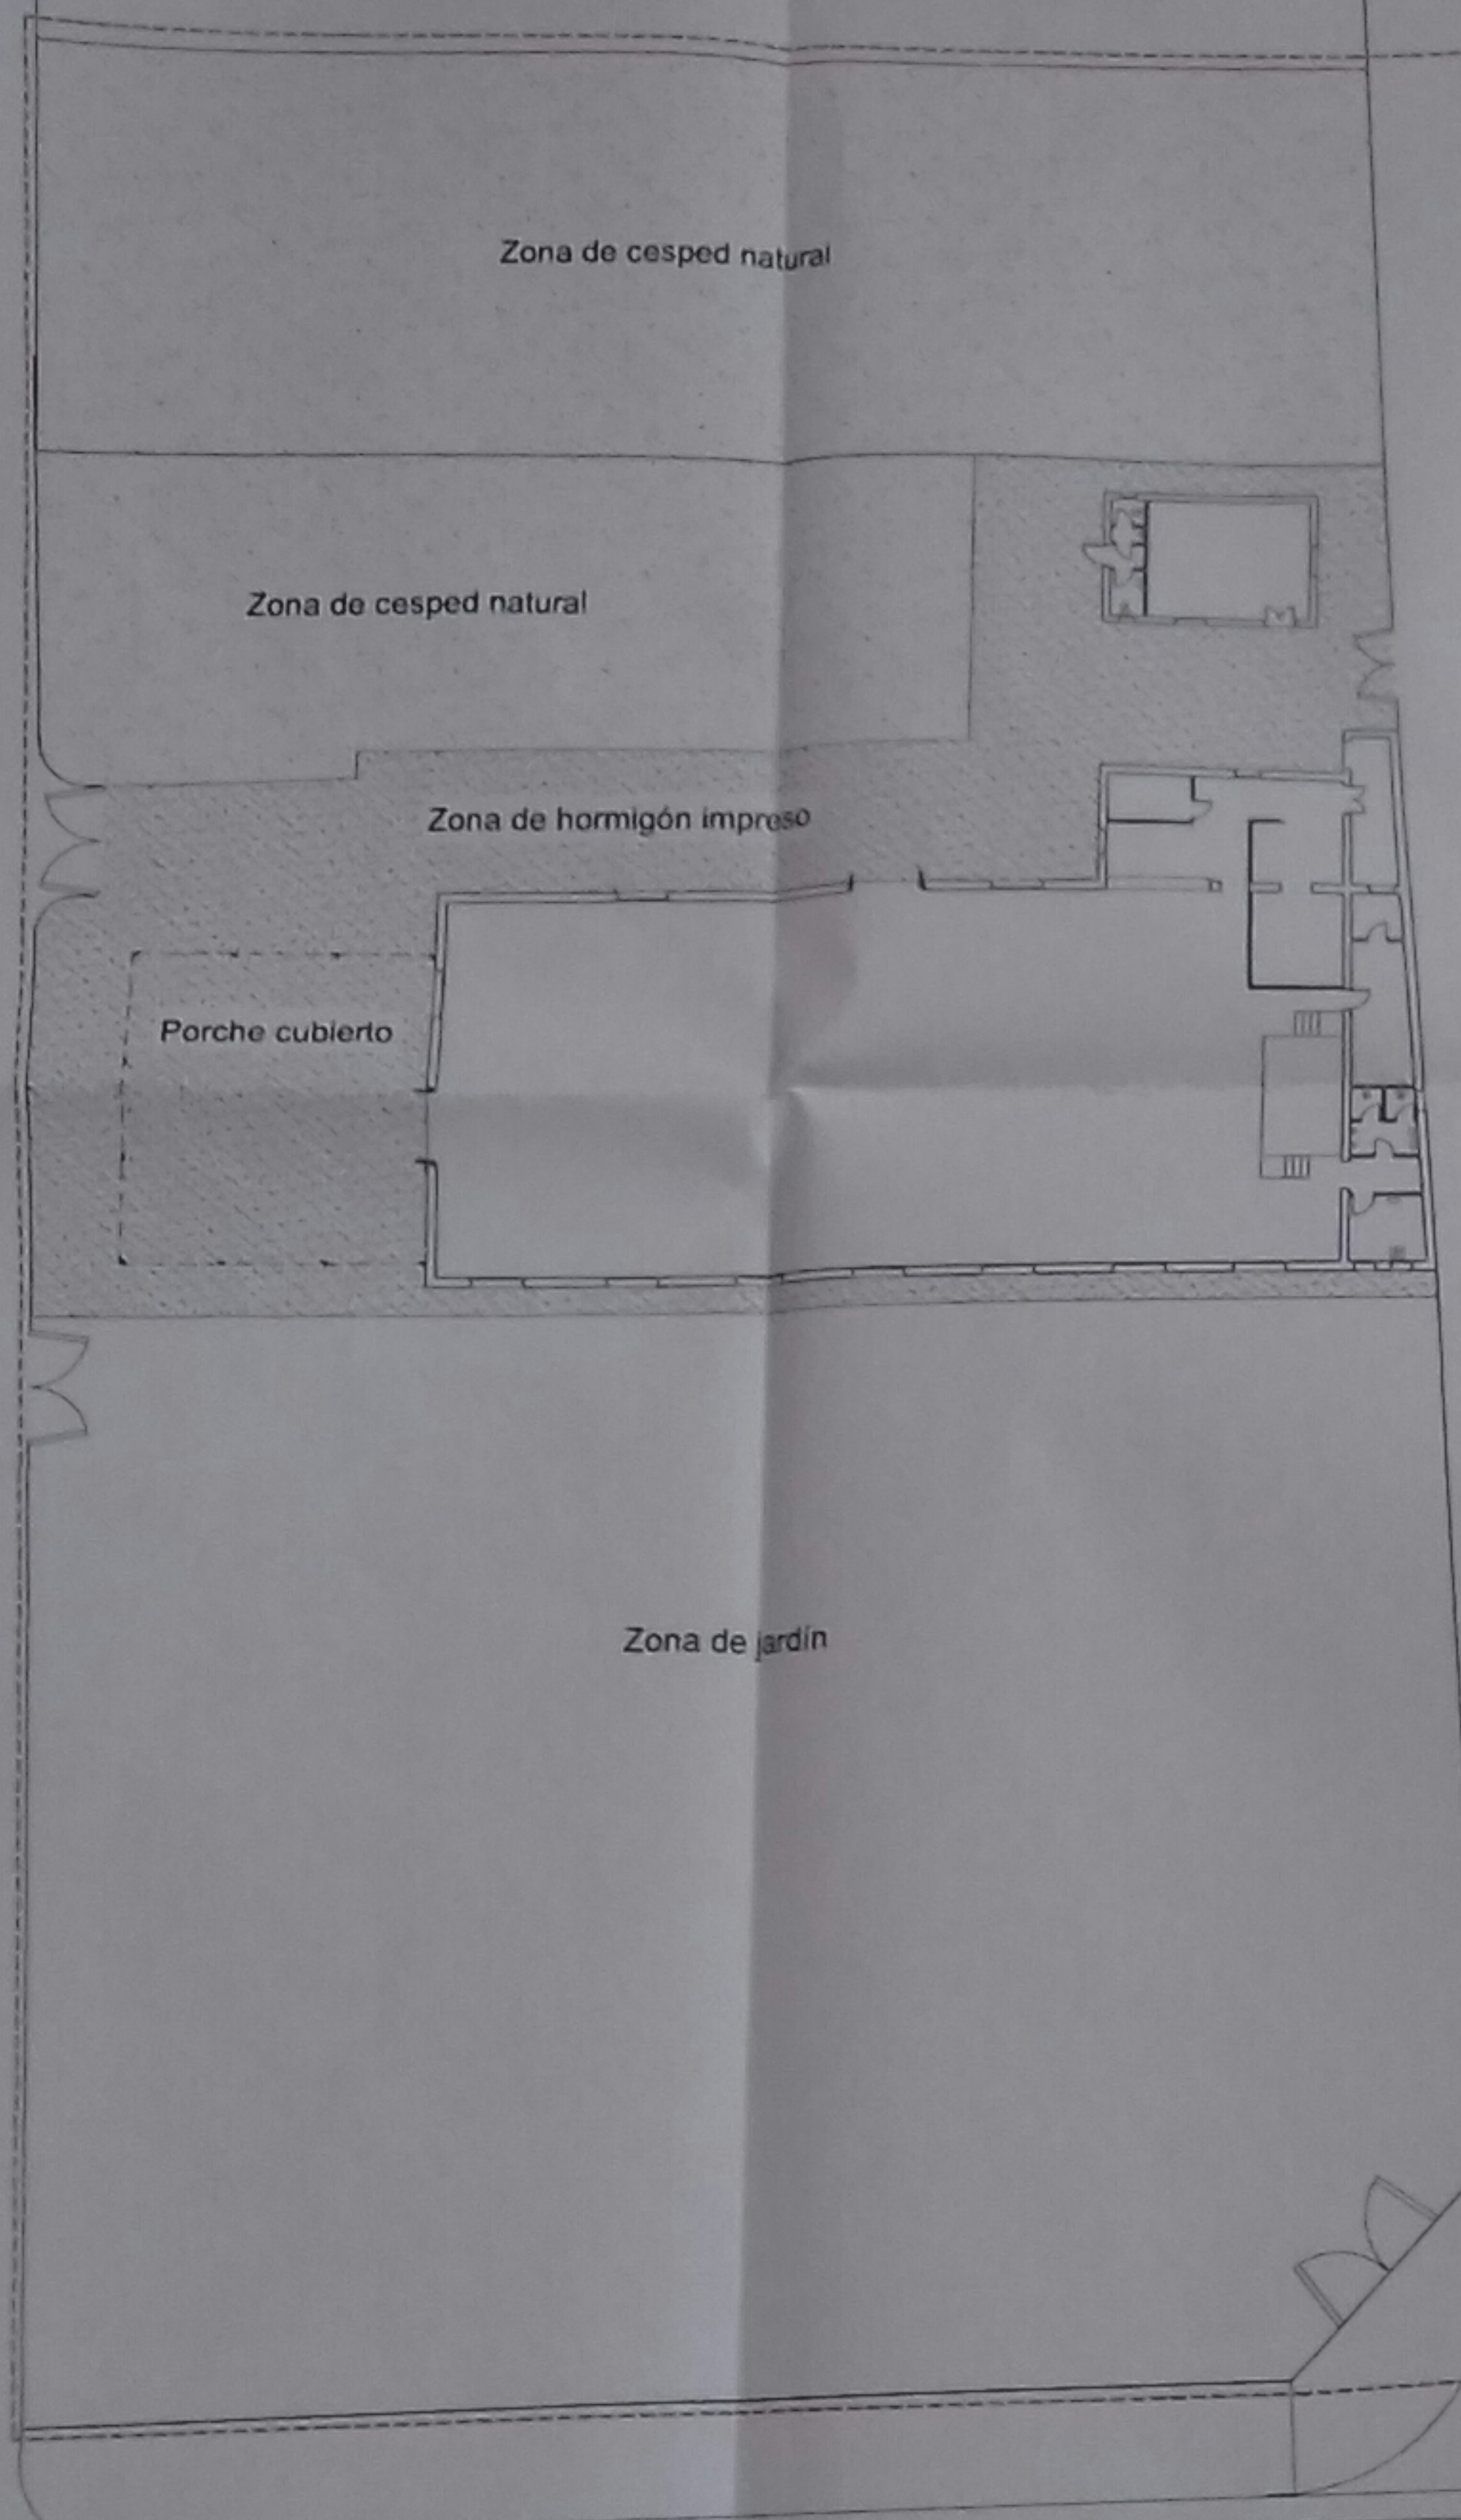 Zona de cesped natural
Zona de cesped natural
Zona de hormigón impreso
Porche cubierto
Zona de jardín